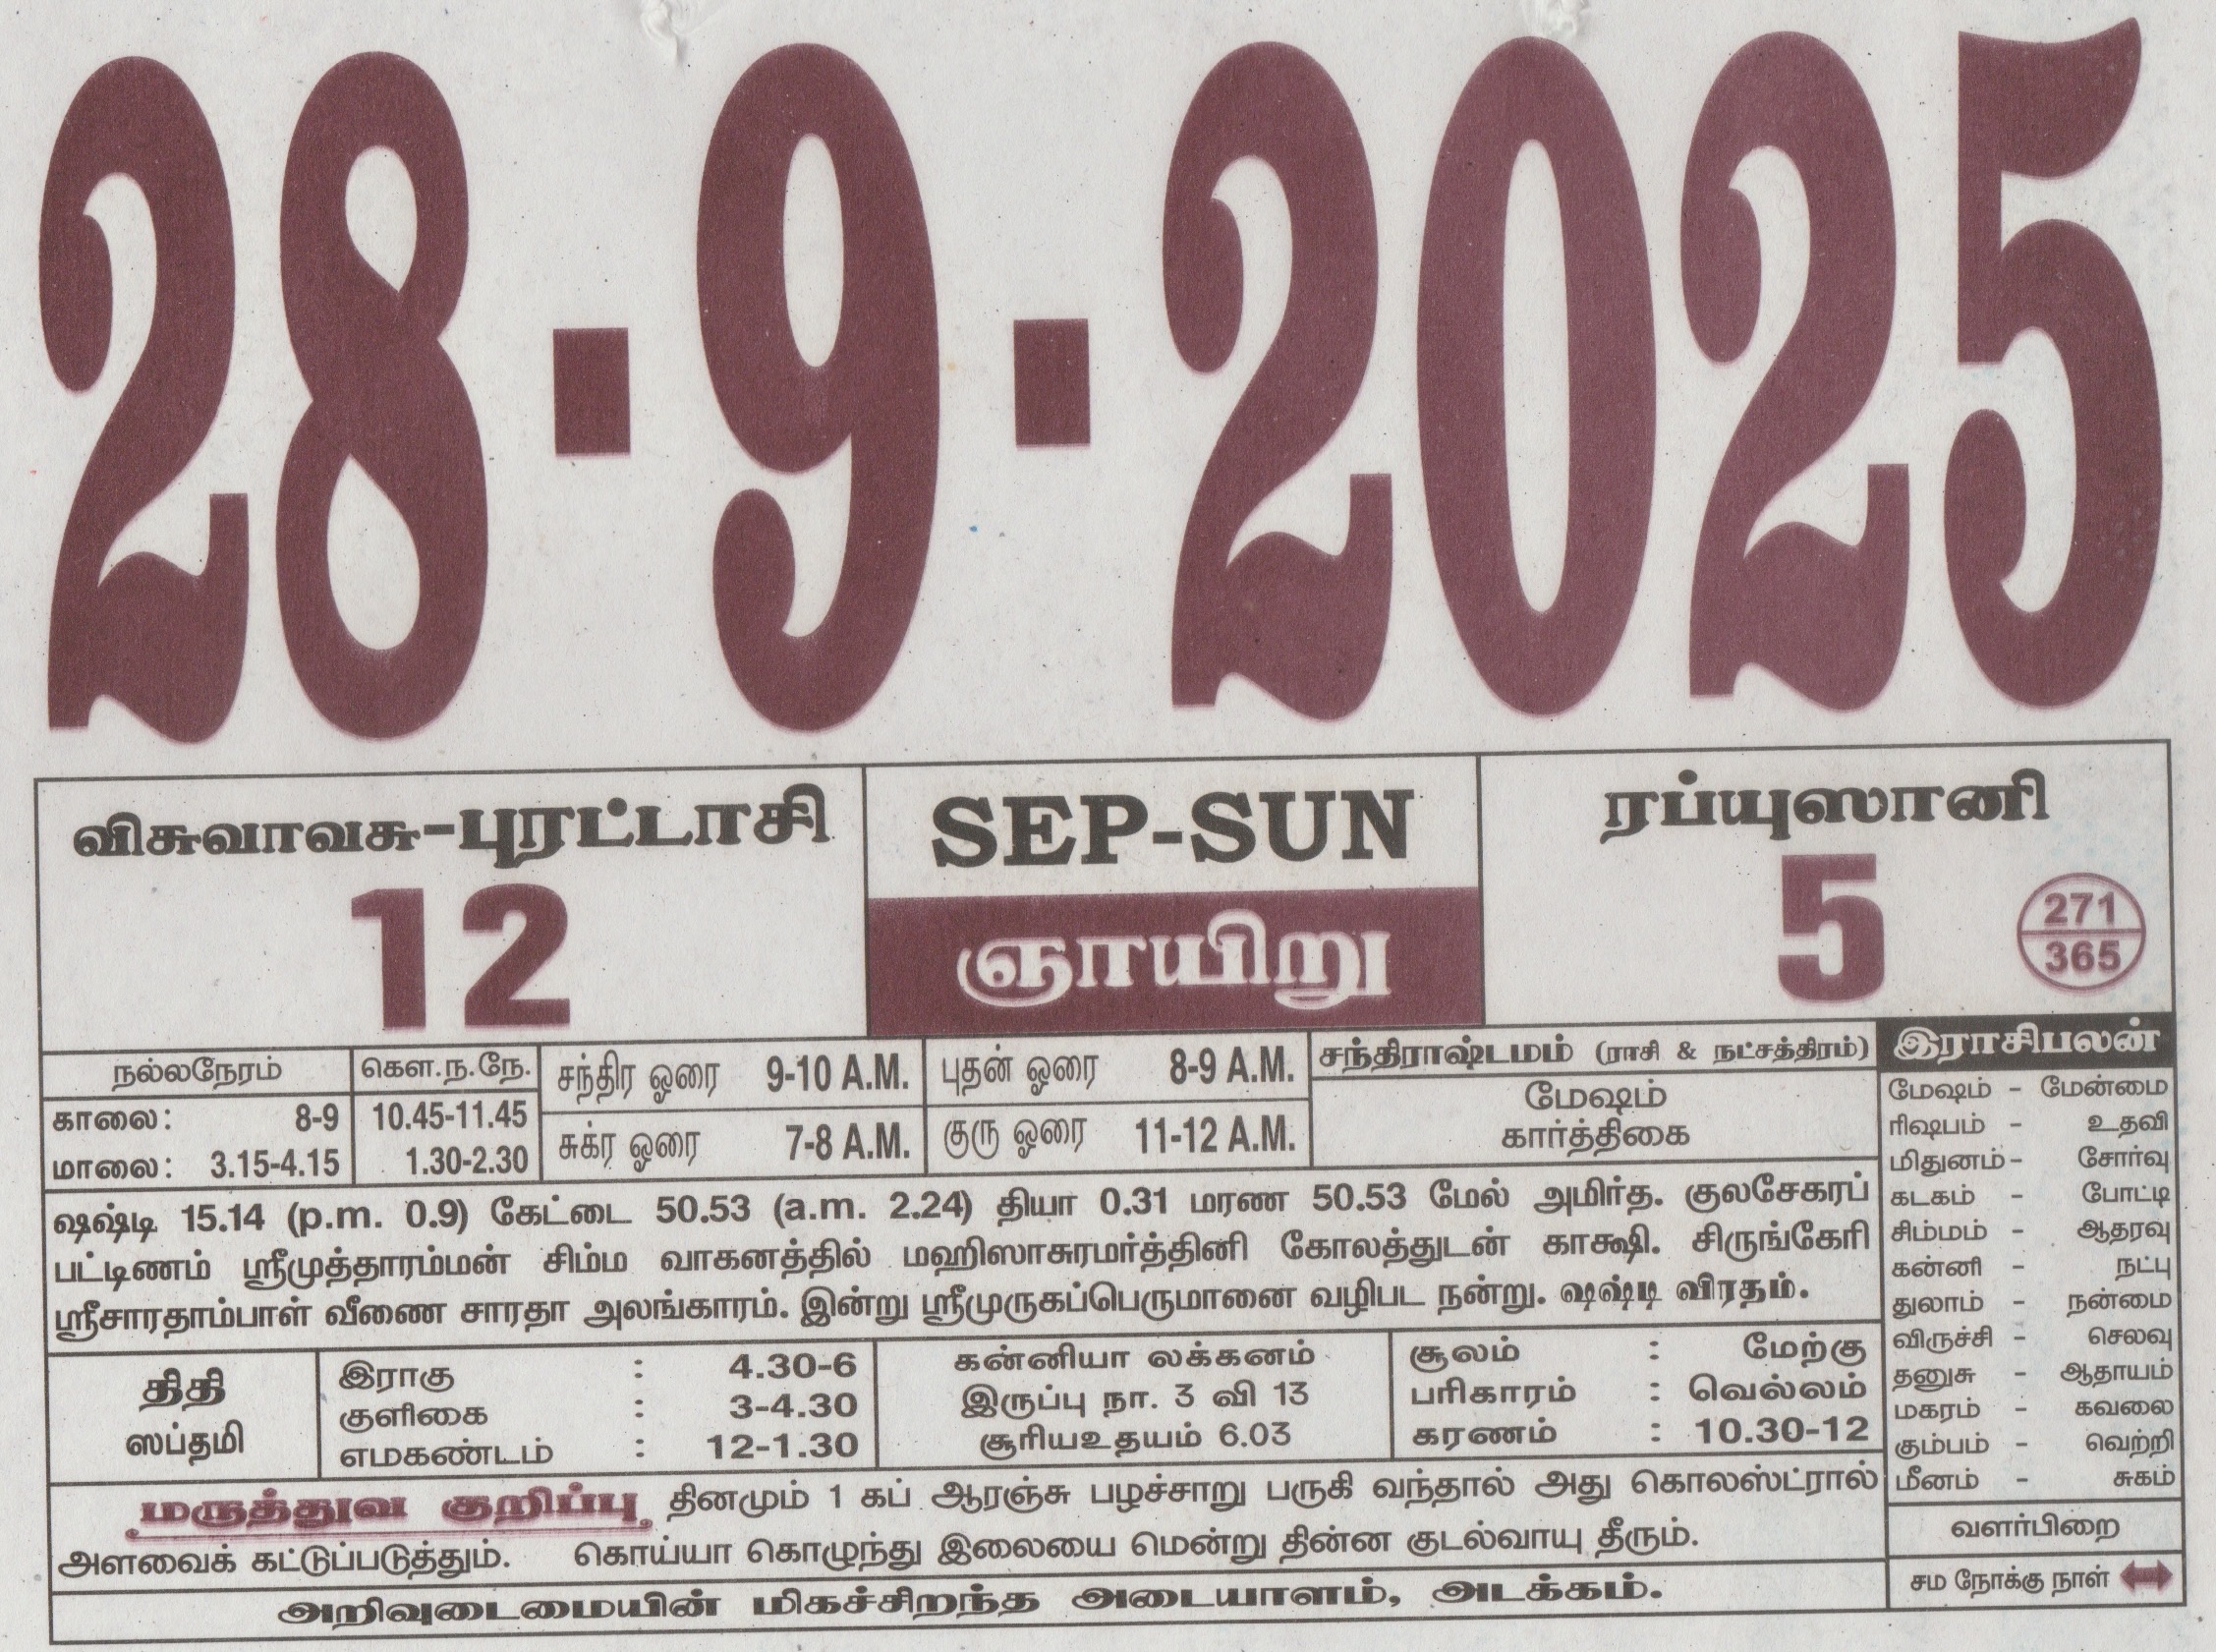 28-9-2025
விசுவாவசு-புரட்டாசி
12
SEP-SUN
ஞாயிறு
ரப்யுஸானி
5
271
365
நல்லநேரம்
காலை: 8-9
மாலை: 3.15-4.15
கௌ.ந.நே.
10.45-11.45
1.30-2.30
சந்திர ஓரை 9-10 A.M.
சுக்ர ஓரை 7-8 A.M.
புதன் ஓரை 8-9 A.M.
குரு ஓரை 11-12 A.M.
சந்திராஷ்டமம் (ராசி & நட்சத்திரம்)
மேஷம்
கார்த்திகை
இராசிபலன்
மேஷம் - மேன்மை
ரிஷபம் - உதவி
மிதுனம் - சோர்வு
கடகம் - போட்டி
சிம்மம் - ஆதரவு
கன்னி - நட்பு
துலாம் - நன்மை
விருச்சி - செலவு
தனுசு - ஆதாயம்
மகரம் - கவலை
கும்பம் - வெற்றி
மீனம் - சுகம்
வளர்பிறை
சம நோக்கு நாள்
ஷஷ்டி 15.14 (p.m. 0.9) கேட்டை 50.53 (a.m. 2.24) தியா 0.31 மரண 50.53 மேல் அமிர்த. குலசேகரப்
பட்டிணம் ஸ்ரீமுத்தாரம்மன் சிம்ம வாகனத்தில் மஹிஸாசுரமர்த்தினி கோலத்துடன் காக்ஷி. சிருங்கேரி
ஸ்ரீசாரதாம்பாள் வீணை சாரதா அலங்காரம். இன்று ஸ்ரீமுருகப்பெருமானை வழிபட நன்று. ஷஷ்டி விரதம்.
திதி
ஸப்தமி
இராகு : 4.30-6
குளிகை : 3-4.30
எமகண்டம் : 12-1.30
கன்னியா லக்கனம்
இருப்பு நா. 3 வி 13
சூரியஉதயம் 6.03
சூலம் : மேற்கு
பரிகாரம் : வெல்லம்
கரணம் : 10.30-12
மருத்துவ குறிப்பு தினமும் 1 கப் ஆரஞ்சு பழச்சாறு பருகி வந்தால் அது கொலஸ்ட்ரால்
அளவைக் கட்டுப்படுத்தும். கொய்யா கொழுந்து இலையை மென்று தின்ன குடல்வாயு தீரும்.
அறிவுடைமையின் மிகச்சிறந்த அடையாளம், அடக்கம்.